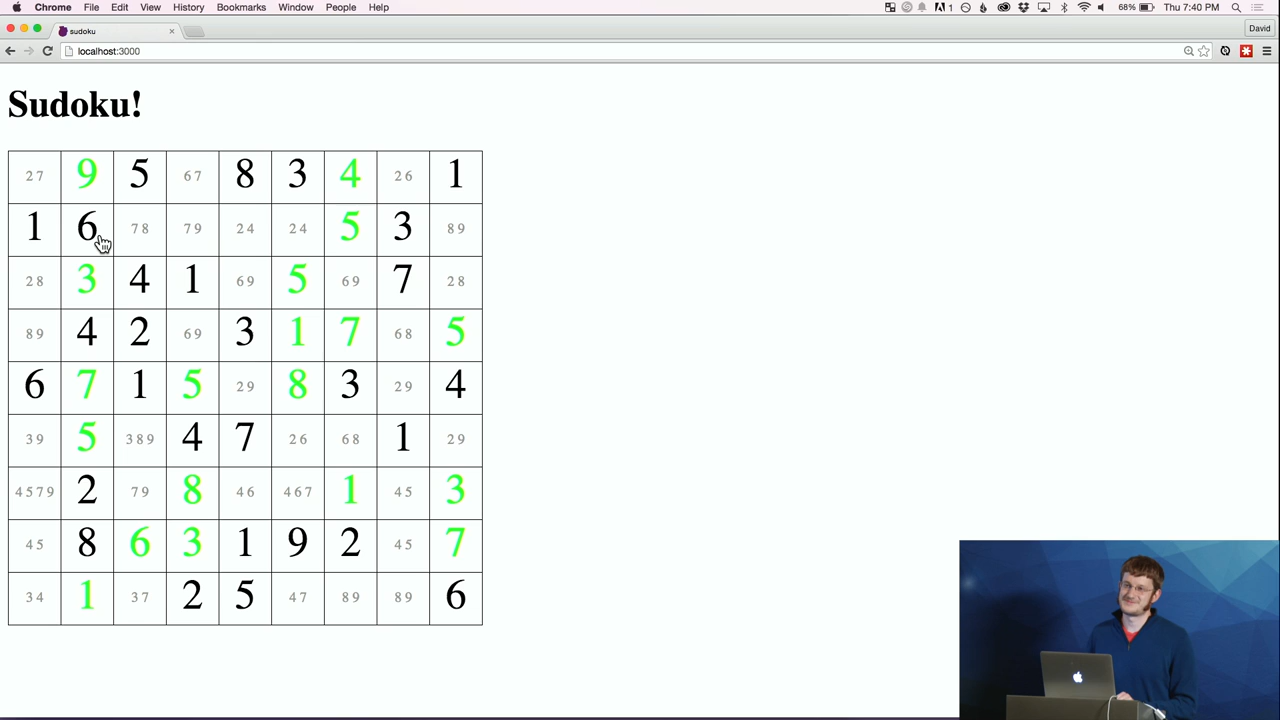 Chrome File Edit View History Bookmarks Window People Help 1 68% Thu 7:40 PM
sudoku David
localhost:3000
Sudoku!
27 9 5 67 8 3 4 26 1
1 6 78 79 24 24 5 3 89
28 3 4 1 69 5 69 7 28
89 4 2 69 3 1 7 68 5
6 7 1 5 29 8 3 29 4
39 5 389 4 7 26 68 1 29
4579 2 79 8 46 467 1 45 3
45 8 6 3 1 9 2 45 7
34 1 37 2 5 47 89 89 6